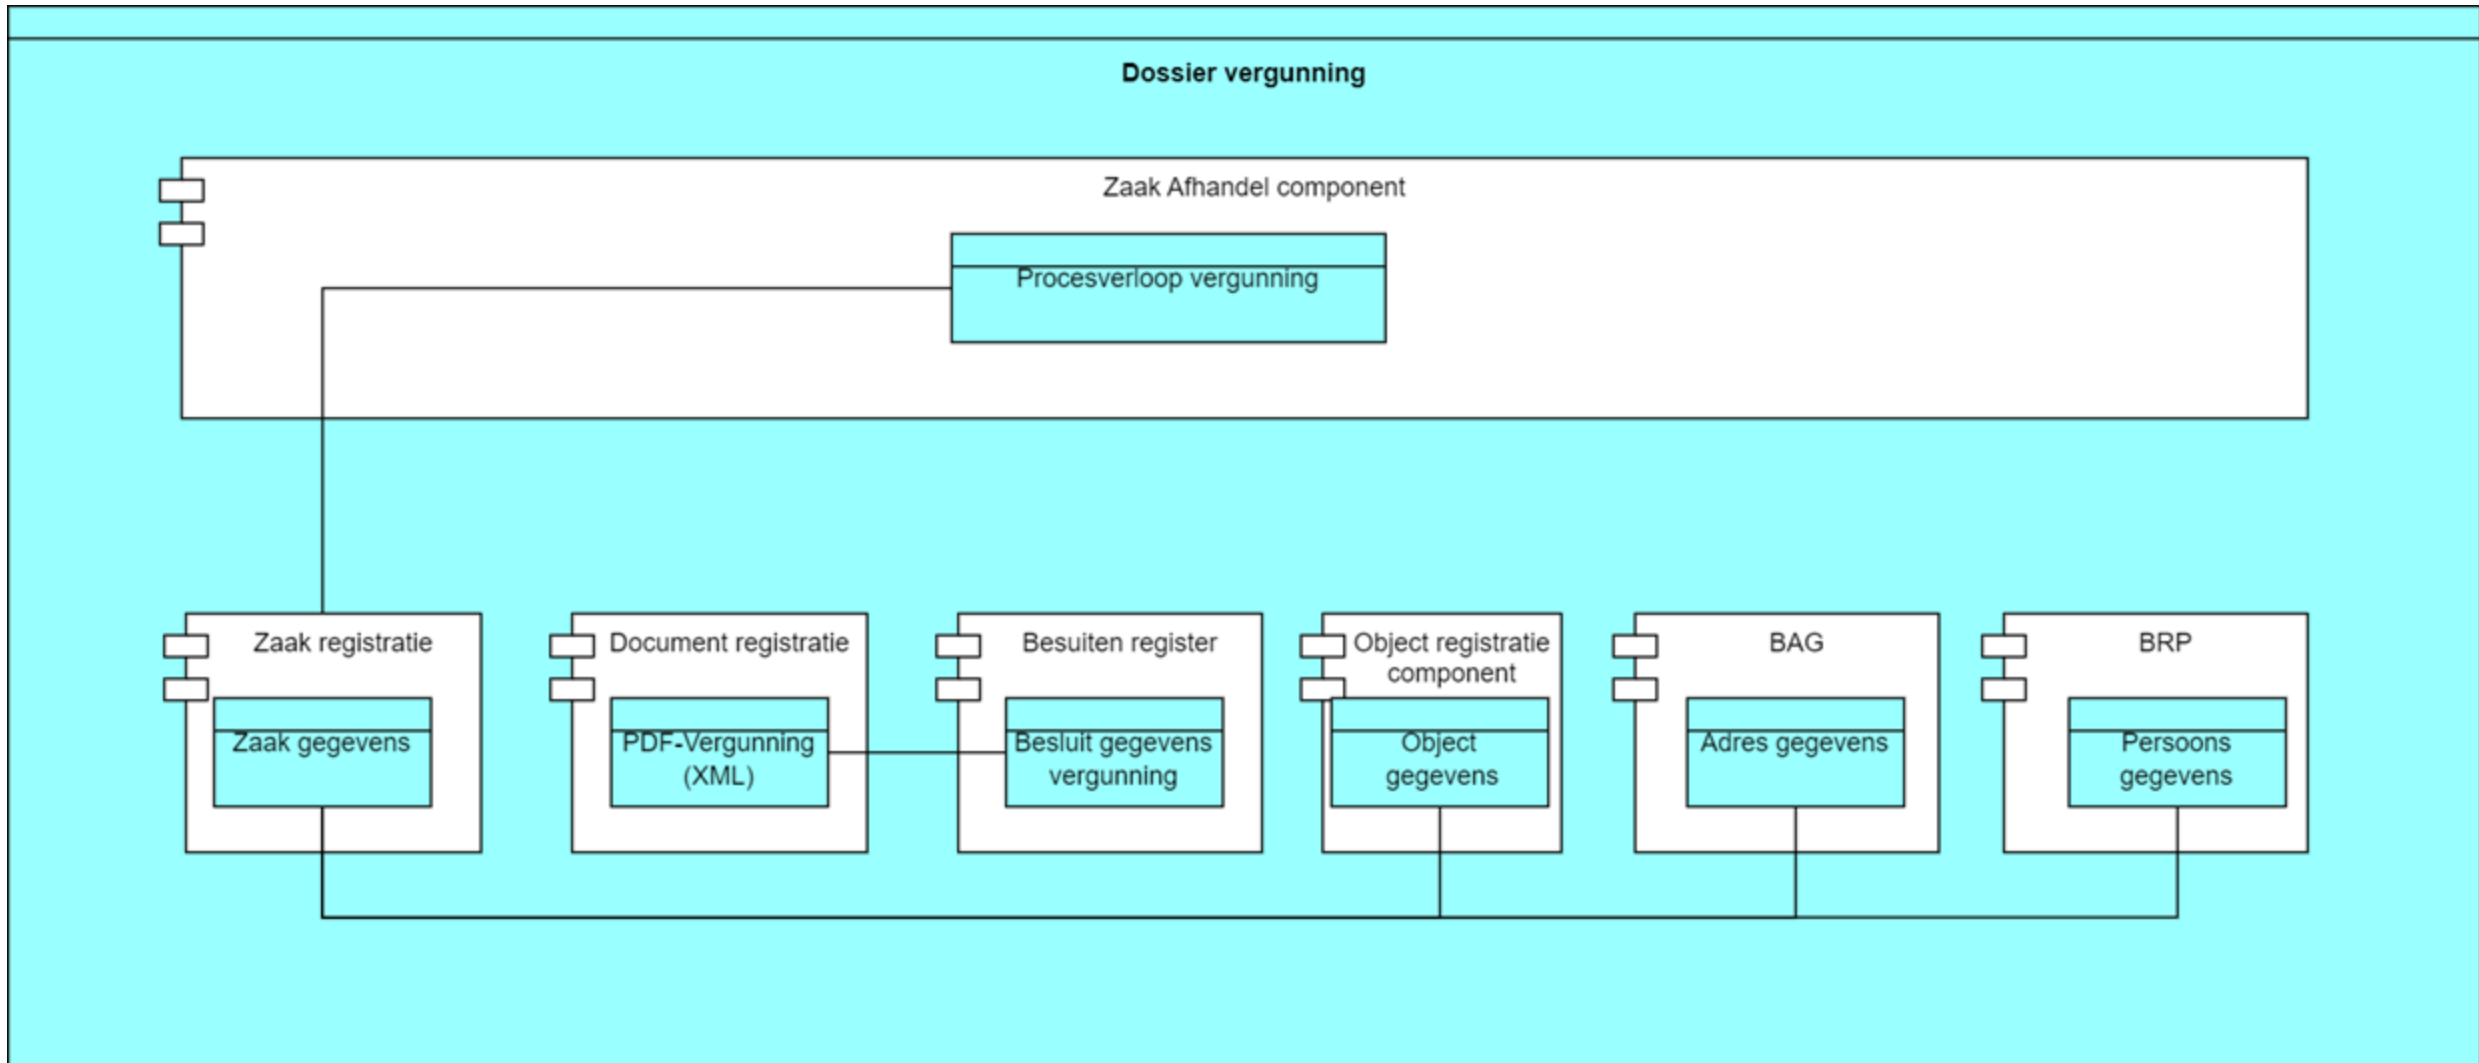 Dossier vergunning
Zaak Afhandel component
Procesverloop vergunning
Zaak registratie
Zaak gegevens
Document registratie
PDF-Vergunning
(XML)
Besuiten register
Besluit gegevens
vergunning
Object registratie
component
Object
gegevens
BAG
Adres gegevens
BRP
Persoons
gegevens